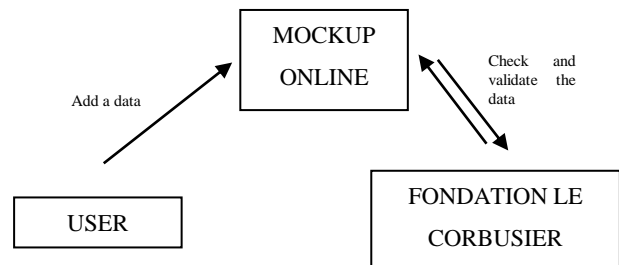 MOCKUP
ONLINE
Add a data
Check and
validate the
data
USER
FONDATION LE
CORBUSIER